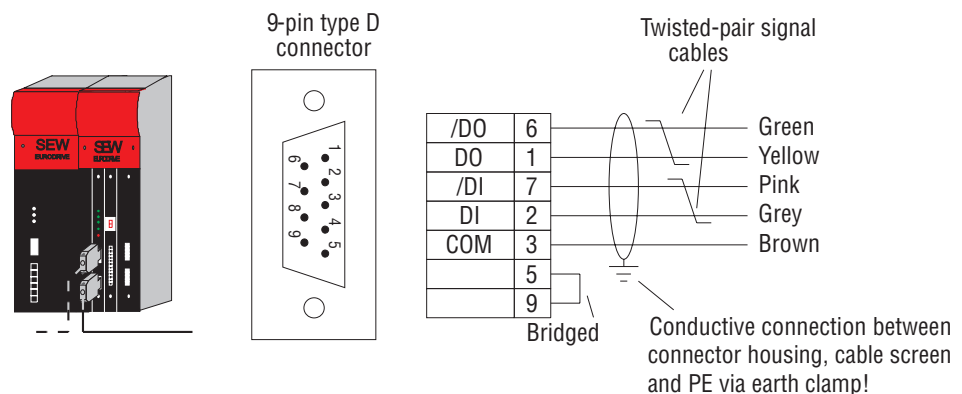 9-pin type D
connector
Twisted-pair signal
cables
SEW
EURODRIVE
SEW
EURODRIVE
1
2
3
4
5
6
7
8
9
/DO 6 Green
DO 1 Yellow
/DI 7 Pink
DI 2 Grey
COM 3 Brown
5
9
Bridged
Conductive connection between
connector housing, cable screen
and PE via earth clamp!